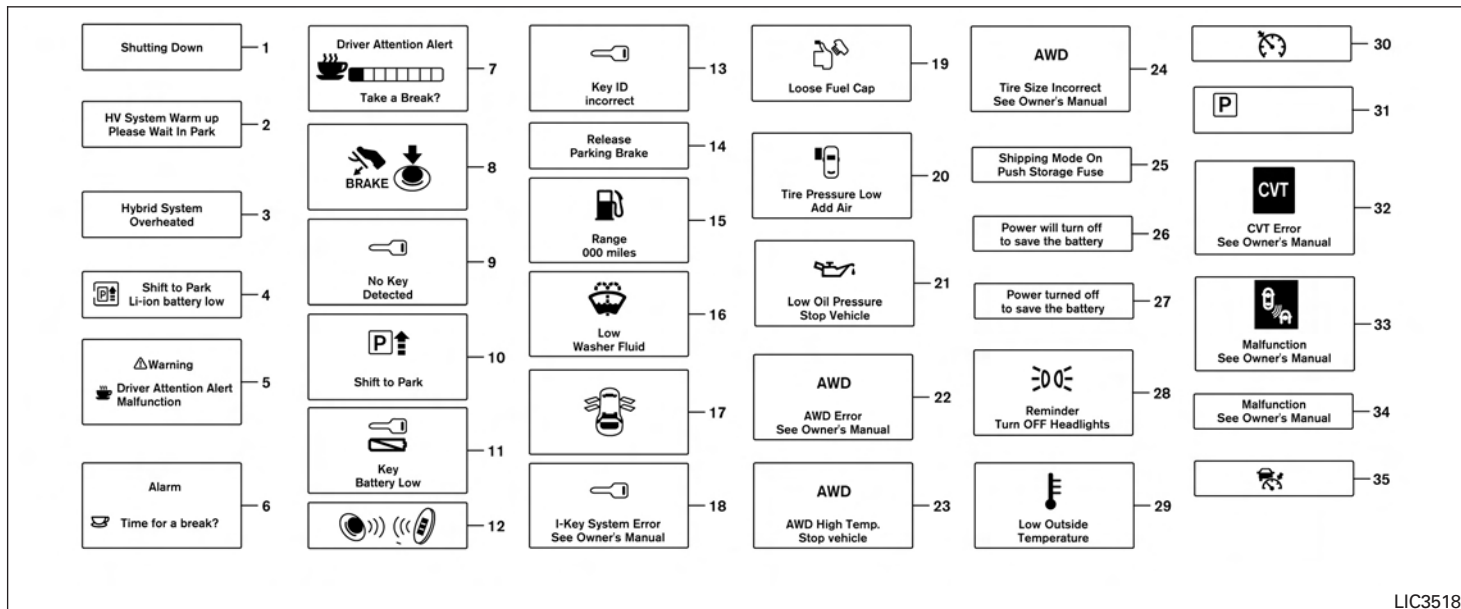 Shutting Down
1
HV System Warm up
Please Wait In Park
2
Hybrid System
Overheated
3
P
Shift to Park
Li-ion battery low
4
Warning
Driver Attention Alert
Malfunction
5
Alarm
Time for a break?
6
Driver Attention Alert
Take a Break?
7
BRAKE
8
No Key
Detected
9
P
Shift to Park
10
Key
Battery Low
11
12
Key ID
incorrect
13
Release
Parking Brake
14
Range
000 miles
15
Low
Washer Fluid
16
17
I-Key System Error
See Owner's Manual
18
Loose Fuel Cap
19
Tire Pressure Low
Add Air
20
Low Oil Pressure
Stop Vehicle
21
AWD
AWD Error
See Owner's Manual
22
AWD
AWD High Temp.
Stop vehicle
23
AWD
Tire Size Incorrect
See Owner's Manual
24
Shipping Mode On
Push Storage Fuse
25
Power will turn off
to save the battery
26
Power turned off
to save the battery
27
Reminder
Turn OFF Headlights
28
Low Outside
Temperature
29
30
P
31
CVT
CVT Error
See Owner's Manual
32
Malfunction
See Owner's Manual
33
Malfunction
See Owner's Manual
34
35
LIC3518